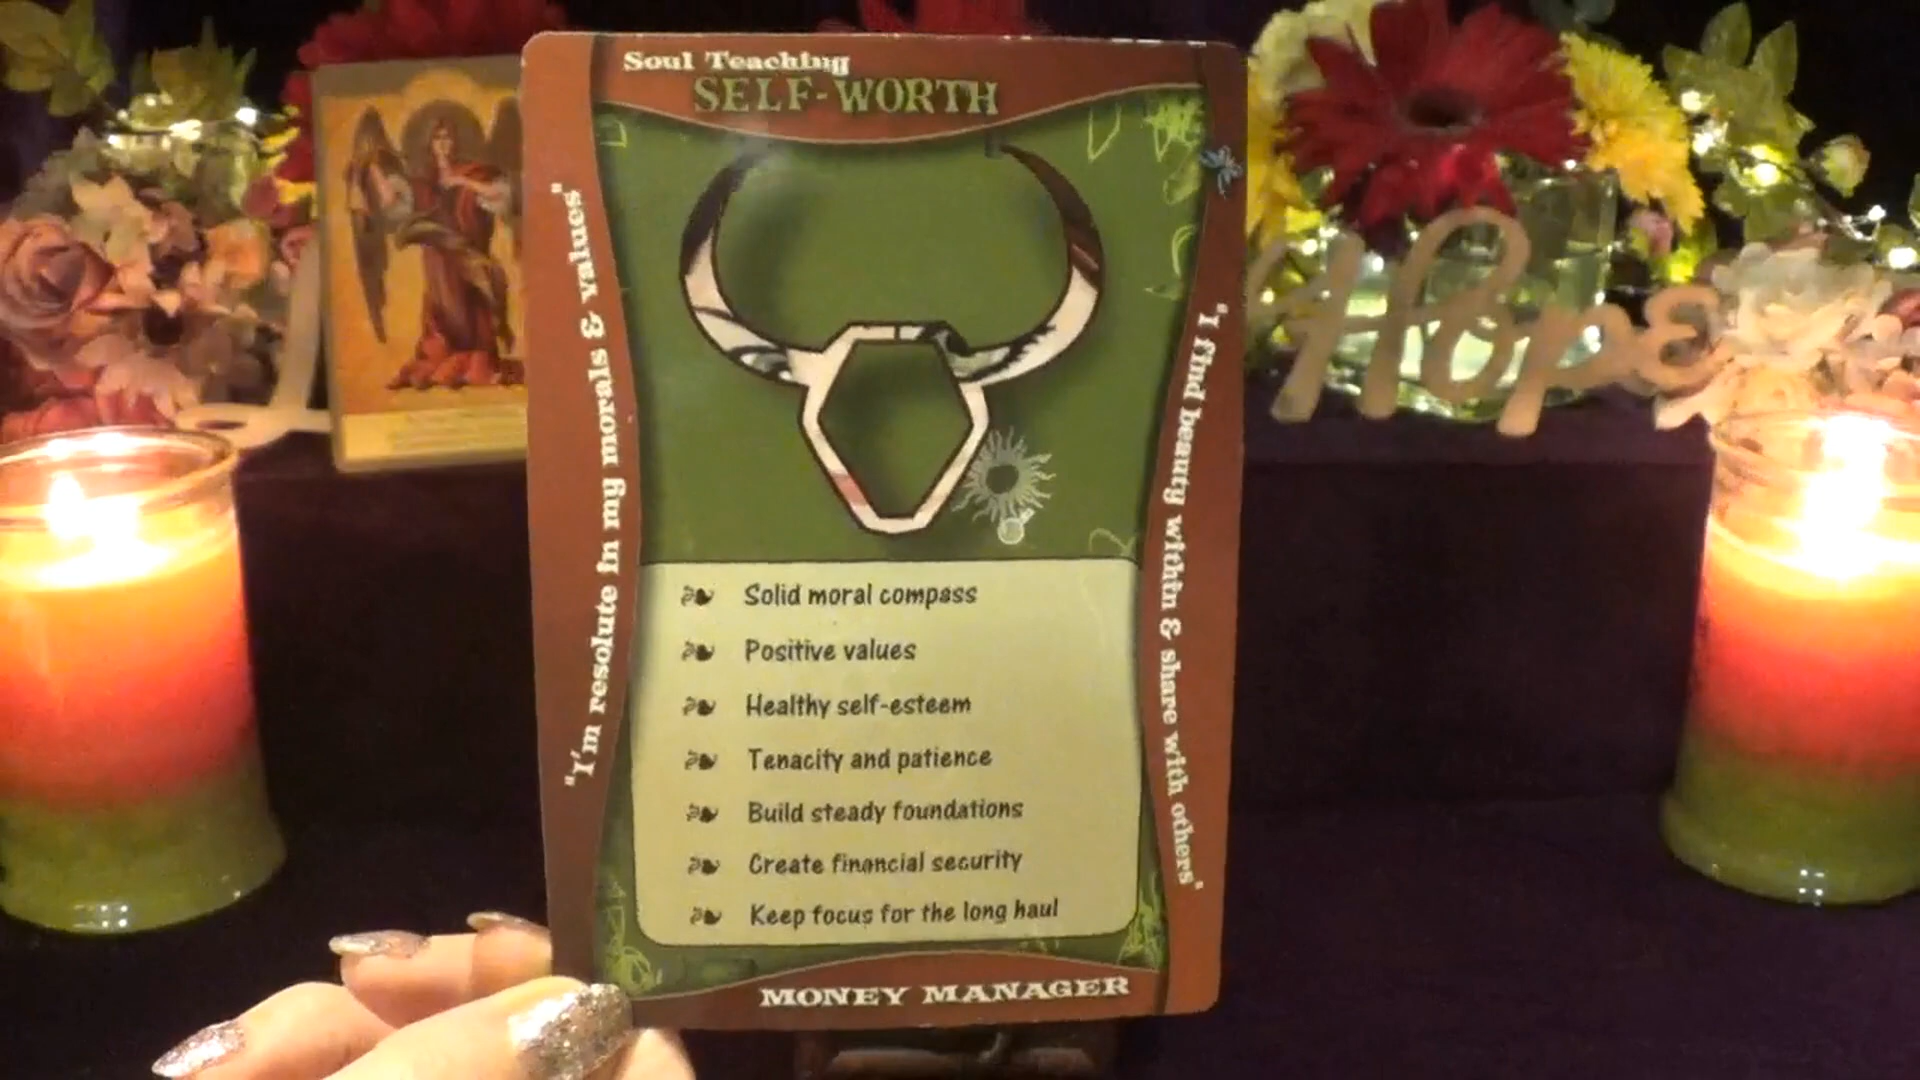 Soul Teaching
SELF-WORTH
"I'm resolute in my morals & values"
"I find beauty within & share with others"
Solid moral compass
Positive values
Healthy self-esteem
Tenacity and patience
Build steady foundations
Create financial security
Keep focus for the long haul
MONEY MANAGER
Hope